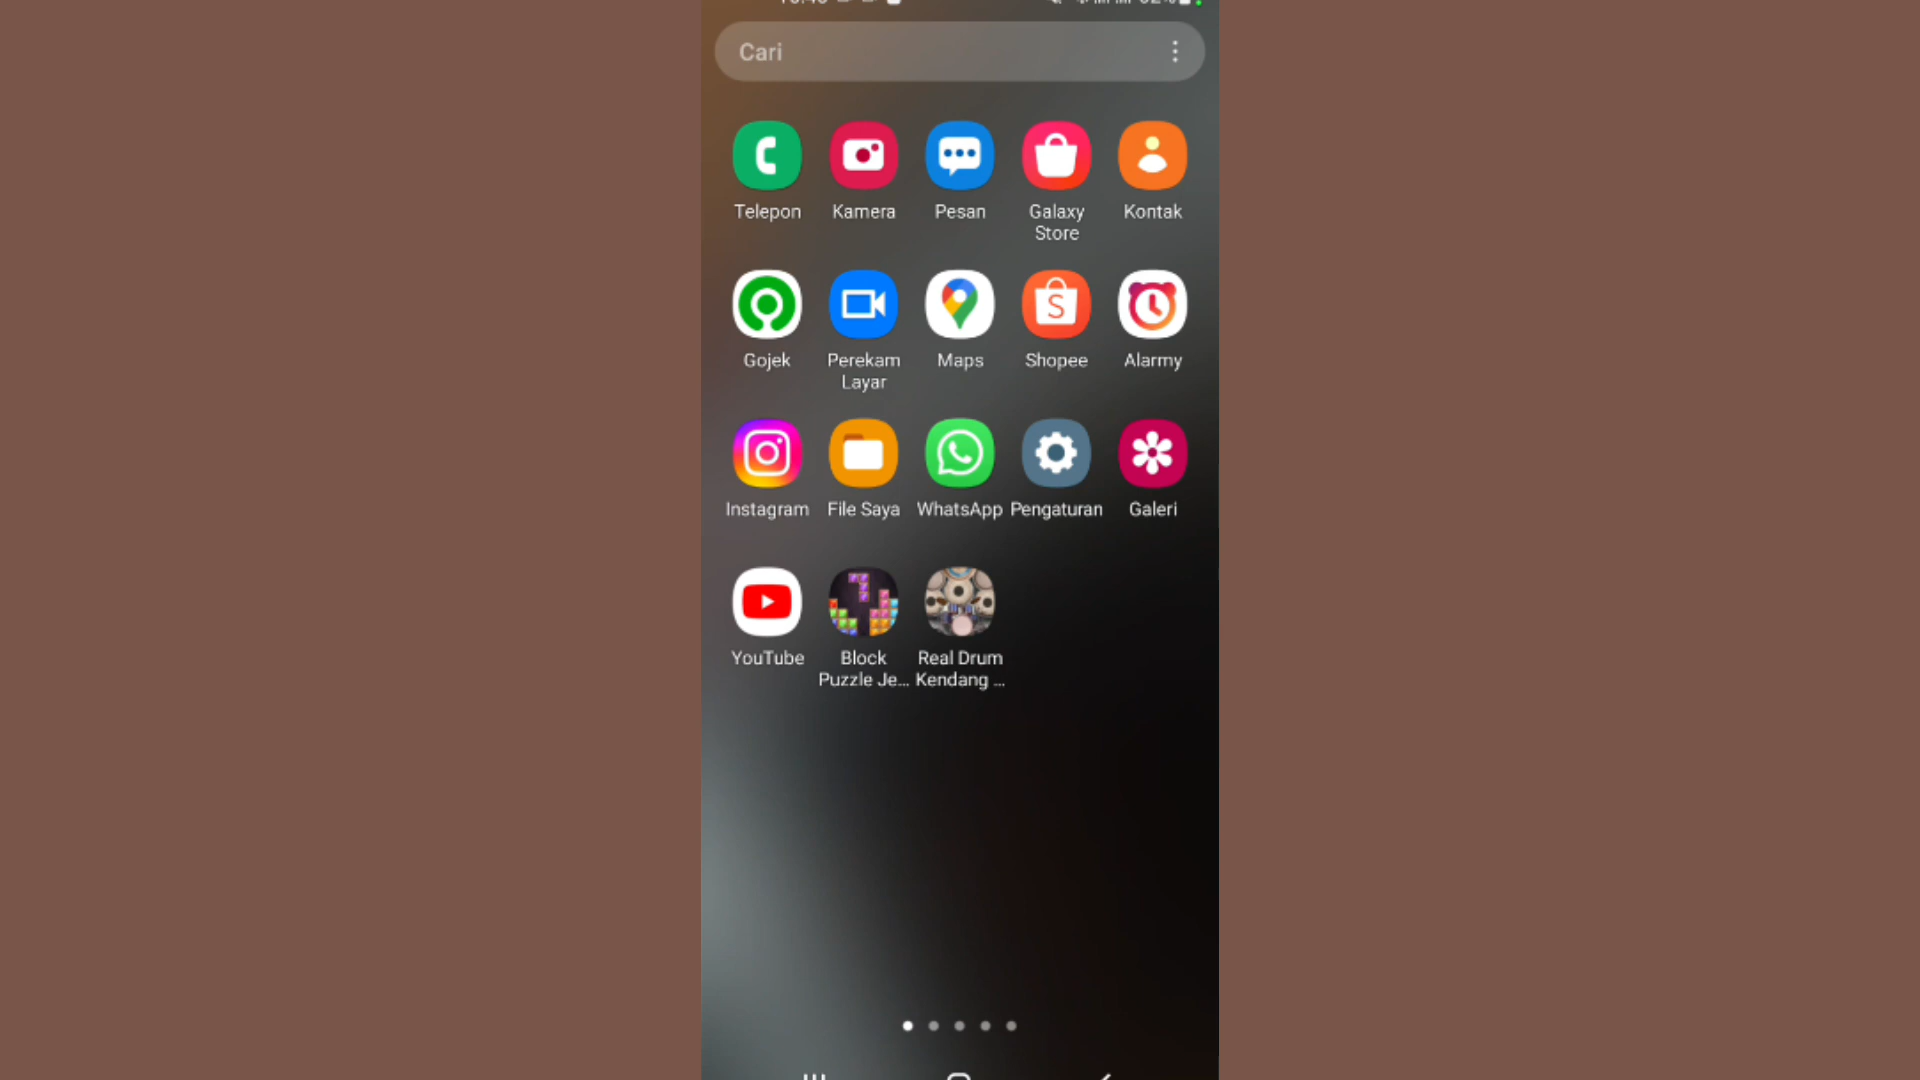 Cari
Telepon
Kamera
Pesan
Galaxy
Store
Kontak
Gojek
Perekam
Layar
Maps
Shopee
Alarmy
Instagram
File Saya
WhatsApp
Pengaturan
Galeri
YouTube
Block
Puzzle Je...
Real Drum
Kendang ...